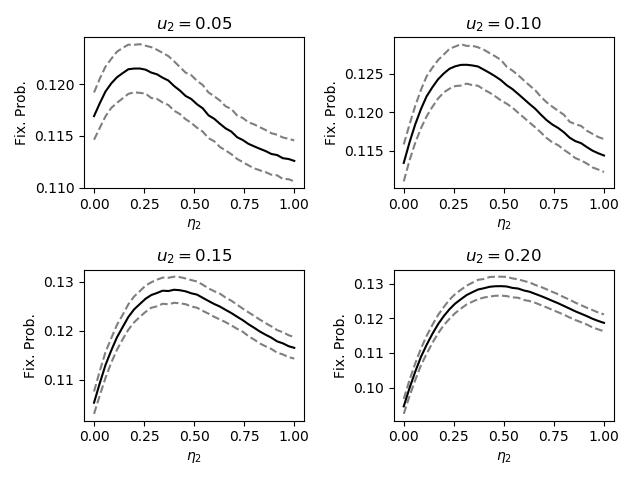 u₂ = 0.05
Fix. Prob.
0.120
0.115
0.110
0.00 0.25 0.50 0.75 1.00
η₂
u₂ = 0.10
Fix. Prob.
0.125
0.120
0.115
0.00 0.25 0.50 0.75 1.00
η₂
u₂ = 0.15
Fix. Prob.
0.13
0.12
0.11
0.00 0.25 0.50 0.75 1.00
η₂
u₂ = 0.20
Fix. Prob.
0.13
0.12
0.11
0.10
0.00 0.25 0.50 0.75 1.00
η₂